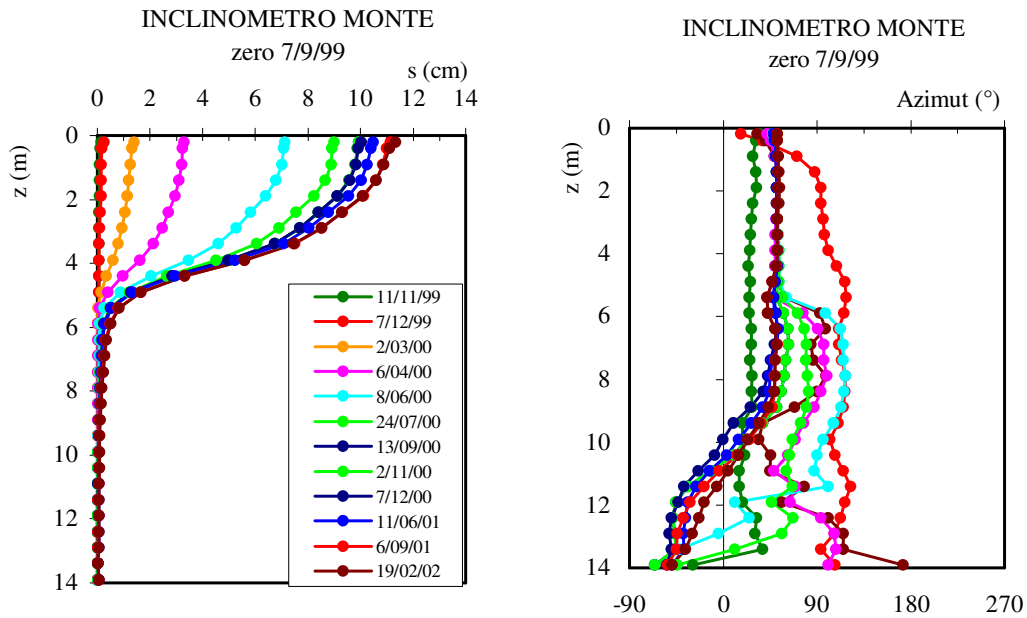 INCLINOMETRO MONTE
zero 7/9/99
s (cm)
0 2 4 6 8 10 12 14
z (m)
0
2
4
6
8
10
12
14
11/11/99
7/12/99
2/03/00
6/04/00
8/06/00
24/07/00
13/09/00
2/11/00
7/12/00
11/06/01
6/09/01
19/02/02
INCLINOMETRO MONTE
zero 7/9/99
Azimut (°)
z (m)
0
2
4
6
8
10
12
14
-90 0 90 180 270